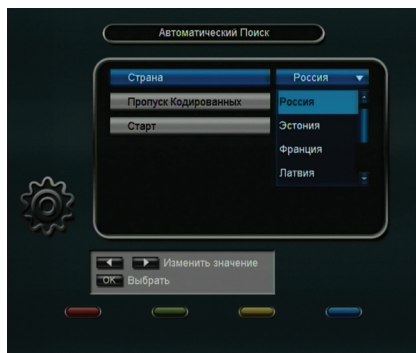 Автоматический Поиск
Страна Россия
Пропуск Кодированных Россия
Старт Эстония
Франция
Латвия
Изменить значение
OK Выбрать